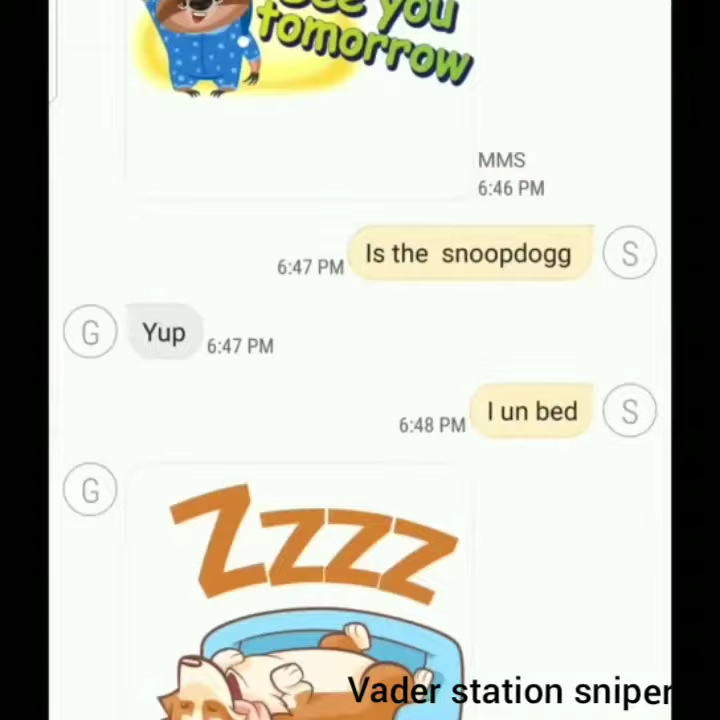 See you
tomorrow
MMS
6:46 PM
Is the  snoopdogg
6:47 PM
S
G
Yup
6:47 PM
I un bed
6:48 PM
S
G
Zzzz
Vader station sniper